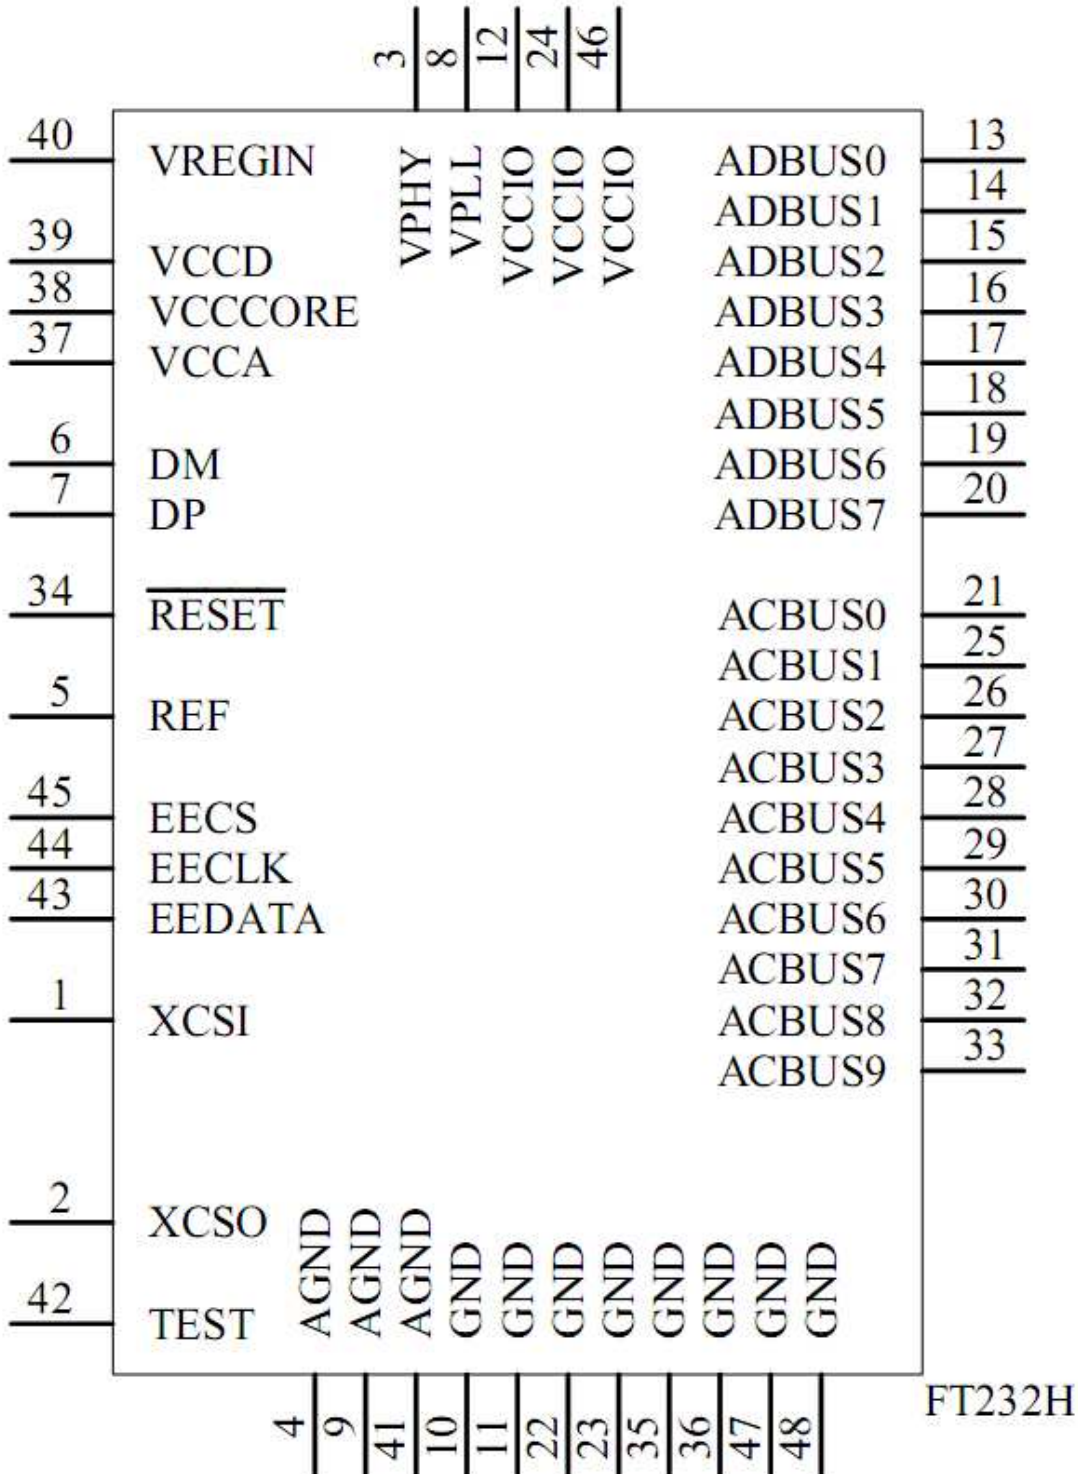 3 8 12 24 46
VPHY VPLL VCCIO VCCIO VCCIO
40 VREGIN
39 VCCD
38 VCCCORE
37 VCCA
6 DM
7 DP
34 RESET
5 REF
45 EECS
44 EECLK
43 EEDATA
1 XCSI
2 XCSO
42 TEST
ADBUS0 13
ADBUS1 14
ADBUS2 15
ADBUS3 16
ADBUS4 17
ADBUS5 18
ADBUS6 19
ADBUS7 20
ACBUS0 21
ACBUS1 25
ACBUS2 26
ACBUS3 27
ACBUS4 28
ACBUS5 29
ACBUS6 30
ACBUS7 31
ACBUS8 32
ACBUS9 33
AGND AGND AGND GND GND GND GND GND GND GND GND
4 9 41 10 11 22 23 35 36 47 48
FT232H